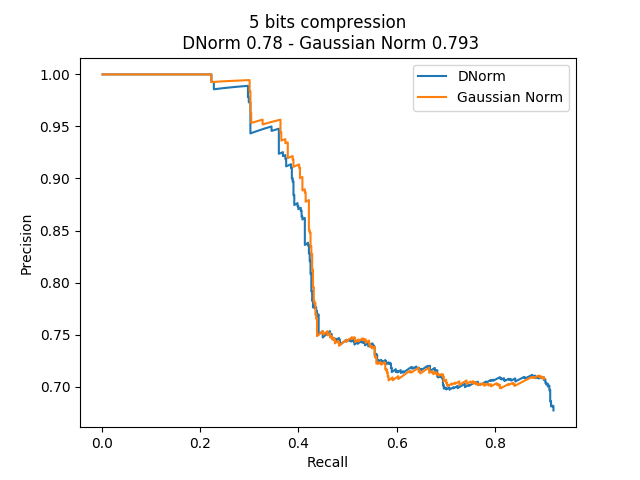 5 bits compression
DNorm 0.78 - Gaussian Norm 0.793
DNorm
Gaussian Norm
1.00
0.95
0.90
0.85
0.80
0.75
0.70
Precision
0.0 0.2 0.4 0.6 0.8
Recall